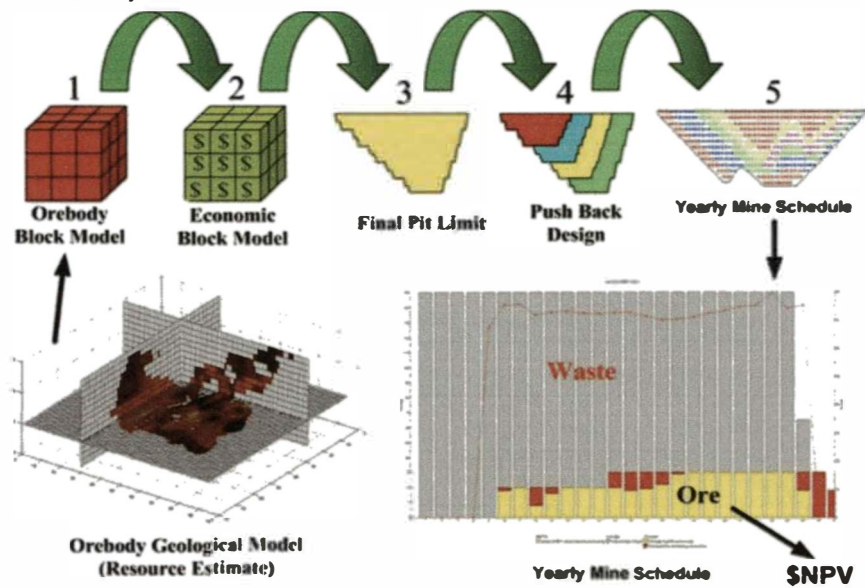 1
2
3
4
5
$ $ $
$ $ $
$ $ $
Orebody
Block Model
Economic
Block Model
Final Pit Limit
Push Back
Design
Yearly Mine Schedule
Waste
Ore
Orebody Geological Model
(Resource Estimate)
Yearly Mine Schedule
$NPV